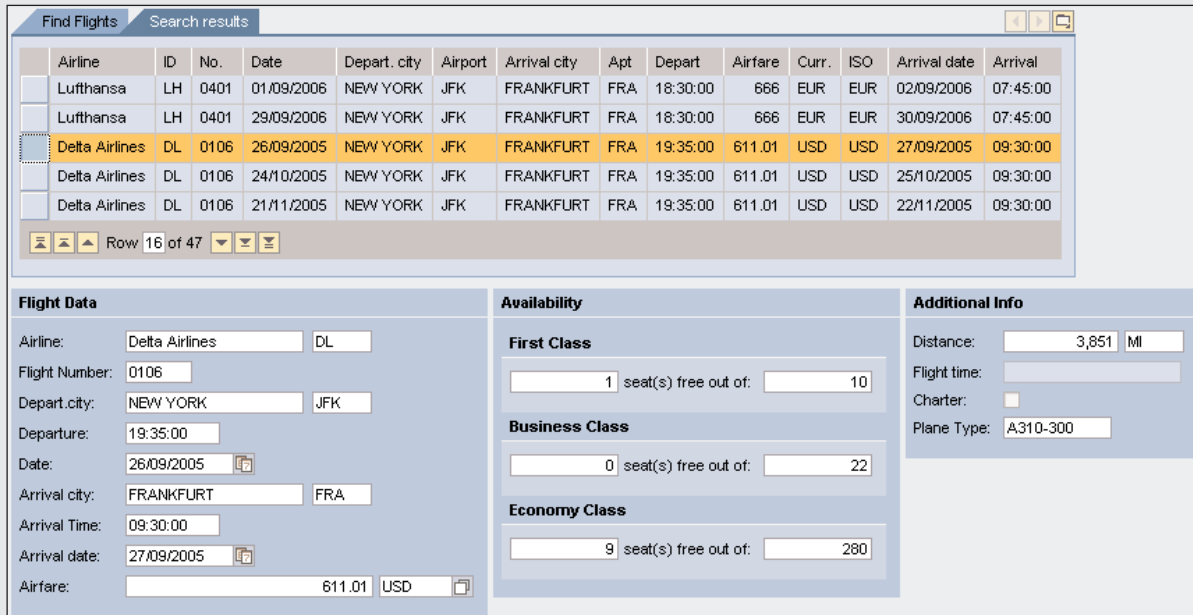 Find Flights Search results
Airline ID No. Date Depart. city Airport Arrival city Apt Depart Airfare Curr. ISO Arrival date Arrival
Lufthansa LH 0401 01/09/2006 NEW YORK JFK FRANKFURT FRA 18:30:00 666 EUR EUR 02/09/2006 07:45:00
Lufthansa LH 0401 29/09/2006 NEW YORK JFK FRANKFURT FRA 18:30:00 666 EUR EUR 30/09/2006 07:45:00
Delta Airlines DL 0106 26/09/2005 NEW YORK JFK FRANKFURT FRA 19:35:00 611.01 USD USD 27/09/2005 09:30:00
Delta Airlines DL 0106 24/10/2005 NEW YORK JFK FRANKFURT FRA 19:35:00 611.01 USD USD 25/10/2005 09:30:00
Delta Airlines DL 0106 21/11/2005 NEW YORK JFK FRANKFURT FRA 19:35:00 611.01 USD USD 22/11/2005 09:30:00
Row 16 of 47
Flight Data
Airline: Delta Airlines DL
Flight Number: 0106
Depart.city: NEW YORK JFK
Departure: 19:35:00
Date: 26/09/2005
Arrival city: FRANKFURT FRA
Arrival Time: 09:30:00
Arrival date: 27/09/2005
Airfare: 611.01 USD
Availability
First Class
1 seat(s) free out of: 10
Business Class
0 seat(s) free out of: 22
Economy Class
9 seat(s) free out of: 280
Additional Info
Distance: 3,851 MI
Flight time:
Charter:
Plane Type: A310-300